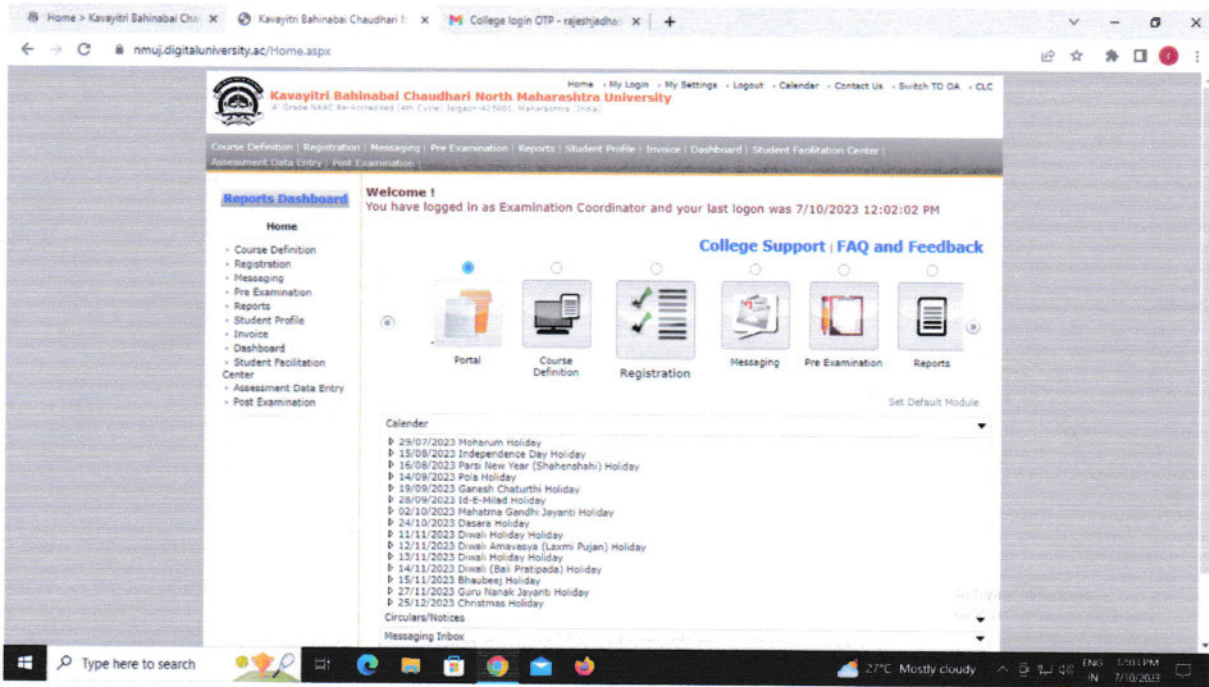 Home > Kavayitri Bahinabai Cha
Kavayitri Bahinabai Chaudhari N
College login OTP - rajeshjadha
nmuj.digitaluniversity.ac/Home.aspx
Home My Login My Settings Logout Calendar Contact Us Switch TO OA CLC
Kavayitri Bahinabai Chaudhari North Maharashtra University
'A' Grade NAAC Re-Accredited (4th Cycle) Jalgaon-425001, Maharashtra (India)
Course Definition | Registration | Messaging | Pre Examination | Reports | Student Profile | Invoice | Dashboard | Student Facilitation Center |
Assessment Data Entry | Post Examination |
Reports Dashboard
Home
Course Definition
Registration
Messaging
Pre Examination
Reports
Student Profile
Invoice
Dashboard
Student Facilitation
Center
Assessment Data Entry
Post Examination
Welcome !
You have logged in as Examination Coordinator and your last logon was 7/10/2023 12:02:02 PM
College Support | FAQ and Feedback
Portal
Course
Definition
Registration
Messaging
Pre Examination
Reports
Set Default Module
Calender
29/07/2023 Moharum Holiday
15/08/2023 Independence Day Holiday
16/08/2023 Parsi New Year (Shahenshahi) Holiday
14/09/2023 Pola Holiday
19/09/2023 Ganesh Chaturthi Holiday
28/09/2023 Id-E-Milad Holiday
02/10/2023 Mahatma Gandhi Jayanti Holiday
24/10/2023 Dasara Holiday
11/11/2023 Diwali Holiday Holiday
12/11/2023 Diwali Amavasya (Laxmi Pujan) Holiday
13/11/2023 Diwali Holiday Holiday
14/11/2023 Diwali (Bali Pratipada) Holiday
15/11/2023 Bhaubeej Holiday
27/11/2023 Guru Nanak Jayanti Holiday
25/12/2023 Christmas Holiday
Circulars/Notices
Messaging Inbox
Type here to search
27°C Mostly cloudy
ENG
IN
12:03 PM
7/10/2023